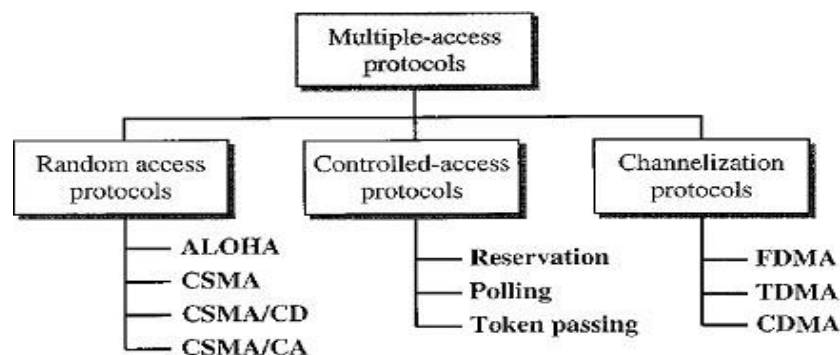 Multiple-access
protocols
Random access
protocols
Controlled-access
protocols
Channelization
protocols
ALOHA
CSMA
CSMA/CD
CSMA/CA
Reservation
Polling
Token passing
FDMA
TDMA
CDMA